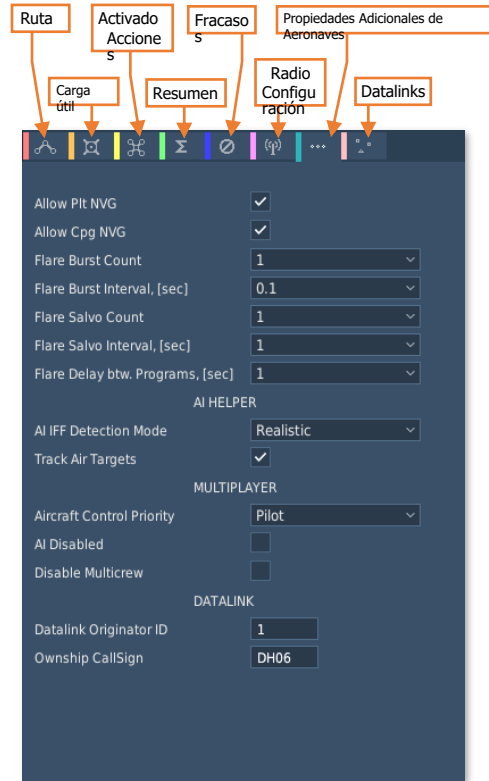 Ruta
Activado
Accione
s
Fracaso
s
Propiedades Adicionales de
Aeronaves
Carga
útil
Resumen
Radio
Configu
ración
Datalinks
Allow Plt NVG
Allow Cpg NVG
Flare Burst Count 1
Flare Burst Interval, [sec] 0.1
Flare Salvo Count 1
Flare Salvo Interval, [sec] 1
Flare Delay btw. Programs, [sec] 1
AI HELPER
AI IFF Detection Mode Realistic
Track Air Targets
MULTIPLAYER
Aircraft Control Priority Pilot
AI Disabled
Disable Multicrew
DATALINK
Datalink Originator ID 1
Ownship CallSign DH06